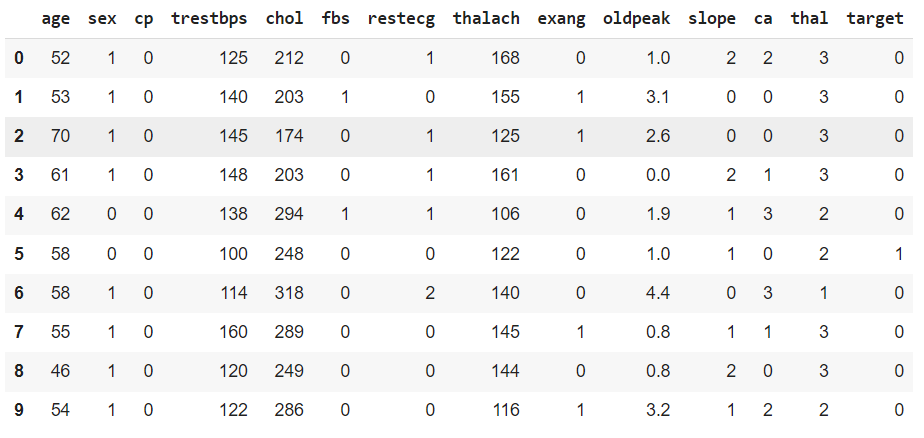 age sex cp trestbps chol fbs restecg thalach exang oldpeak slope ca thal target
0 52 1 0 125 212 0 1 168 0 1.0 2 2 3 0
1 53 1 0 140 203 1 0 155 1 3.1 0 0 3 0
2 70 1 0 145 174 0 1 125 1 2.6 0 0 3 0
3 61 1 0 148 203 0 1 161 0 0.0 2 1 3 0
4 62 0 0 138 294 1 1 106 0 1.9 1 3 2 0
5 58 0 0 100 248 0 0 122 0 1.0 1 0 2 1
6 58 1 0 114 318 0 2 140 0 4.4 0 3 1 0
7 55 1 0 160 289 0 0 145 1 0.8 1 1 3 0
8 46 1 0 120 249 0 0 144 0 0.8 2 0 3 0
9 54 1 0 122 286 0 0 116 1 3.2 1 2 2 0